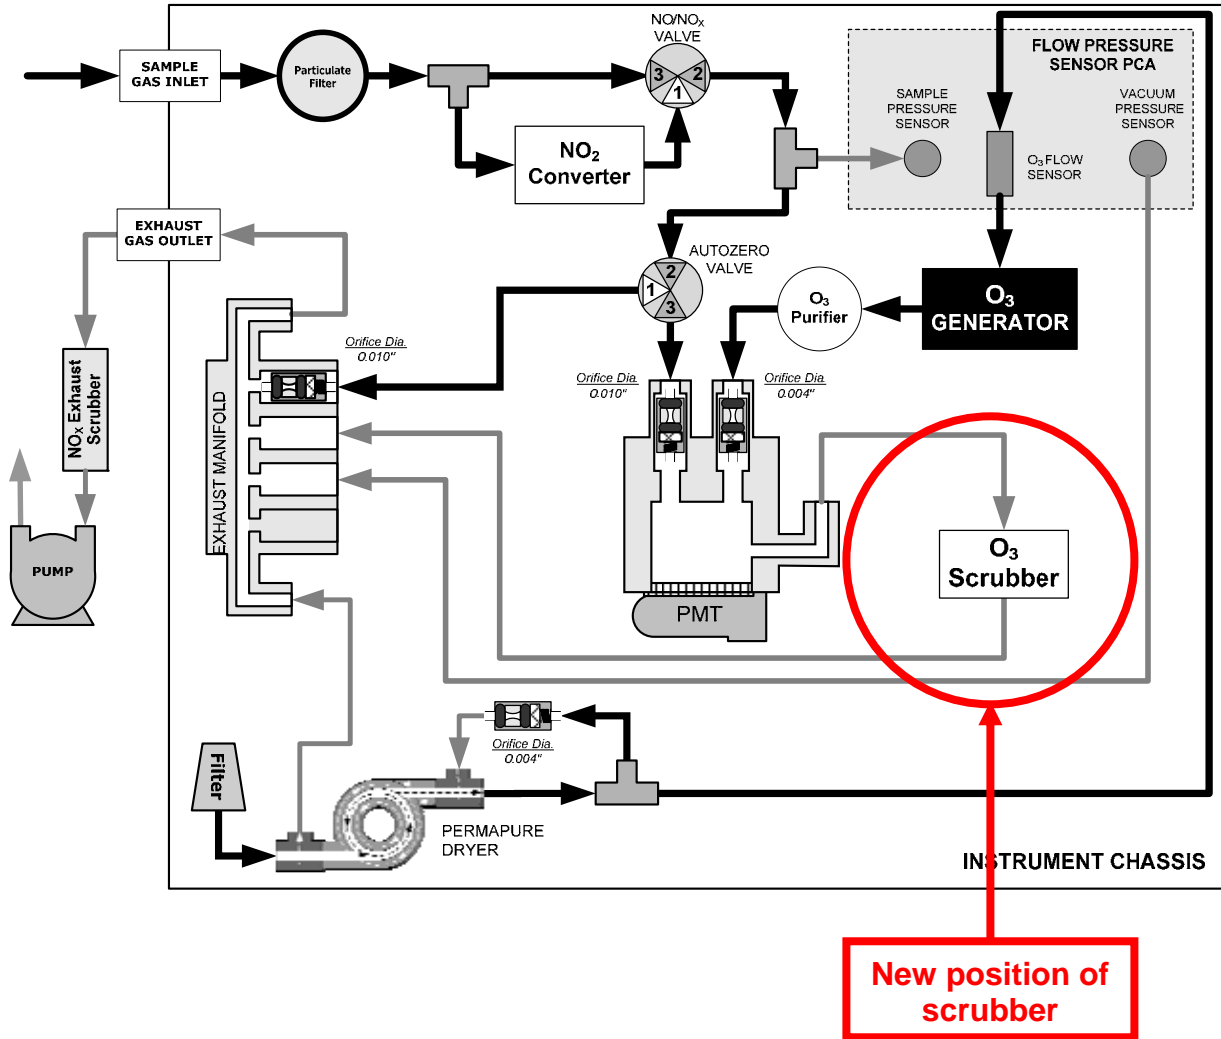 SAMPLE
GAS INLET
Particulate
Filter
NO/NOX
VALVE
3
2
1
NO2
Converter
FLOW PRESSURE
SENSOR PCA
SAMPLE
PRESSURE
SENSOR
O3 FLOW
SENSOR
VACUUM
PRESSURE
SENSOR
EXHAUST
GAS OUTLET
AUTOZERO
VALVE
2
1
3
O3
Purifier
O3
GENERATOR
Orifice Dia.
0.010"
Orifice Dia.
0.010"
Orifice Dia.
0.004"
NOX Exhaust
Scrubber
EXHAUST MANIFOLD
PUMP
O3
Scrubber
PMT
Orifice Dia.
0.004"
Filter
PERMAPURE
DRYER
INSTRUMENT CHASSIS
New position of
scrubber